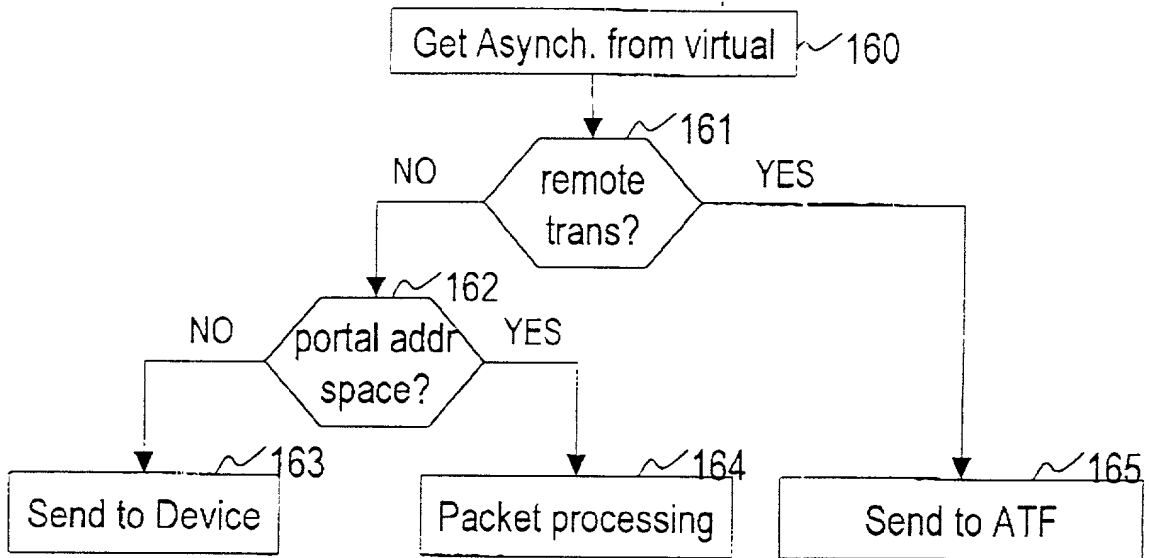 Get Asynch. from virtual
160
161
NO
remote
trans?
YES
162
NO
portal addr
space?
YES
163
Send to Device
164
Packet processing
165
Send to ATF